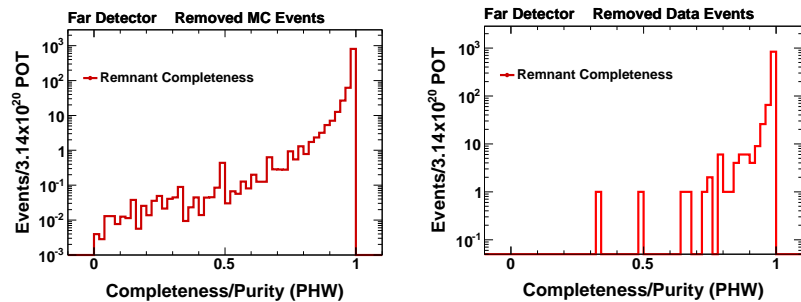 Far Detector Removed MC Events
Events/3.14x10^20 POT
10^3
10^2
10
1
10^-1
10^-2
10^-3
Remnant Completeness
0 0.5 1
Completeness/Purity (PHW)
Far Detector Removed Data Events
Events/3.14x10^20 POT
10^3
10^2
10
1
10^-1
Remnant Completeness
0 0.5 1
Completeness/Purity (PHW)